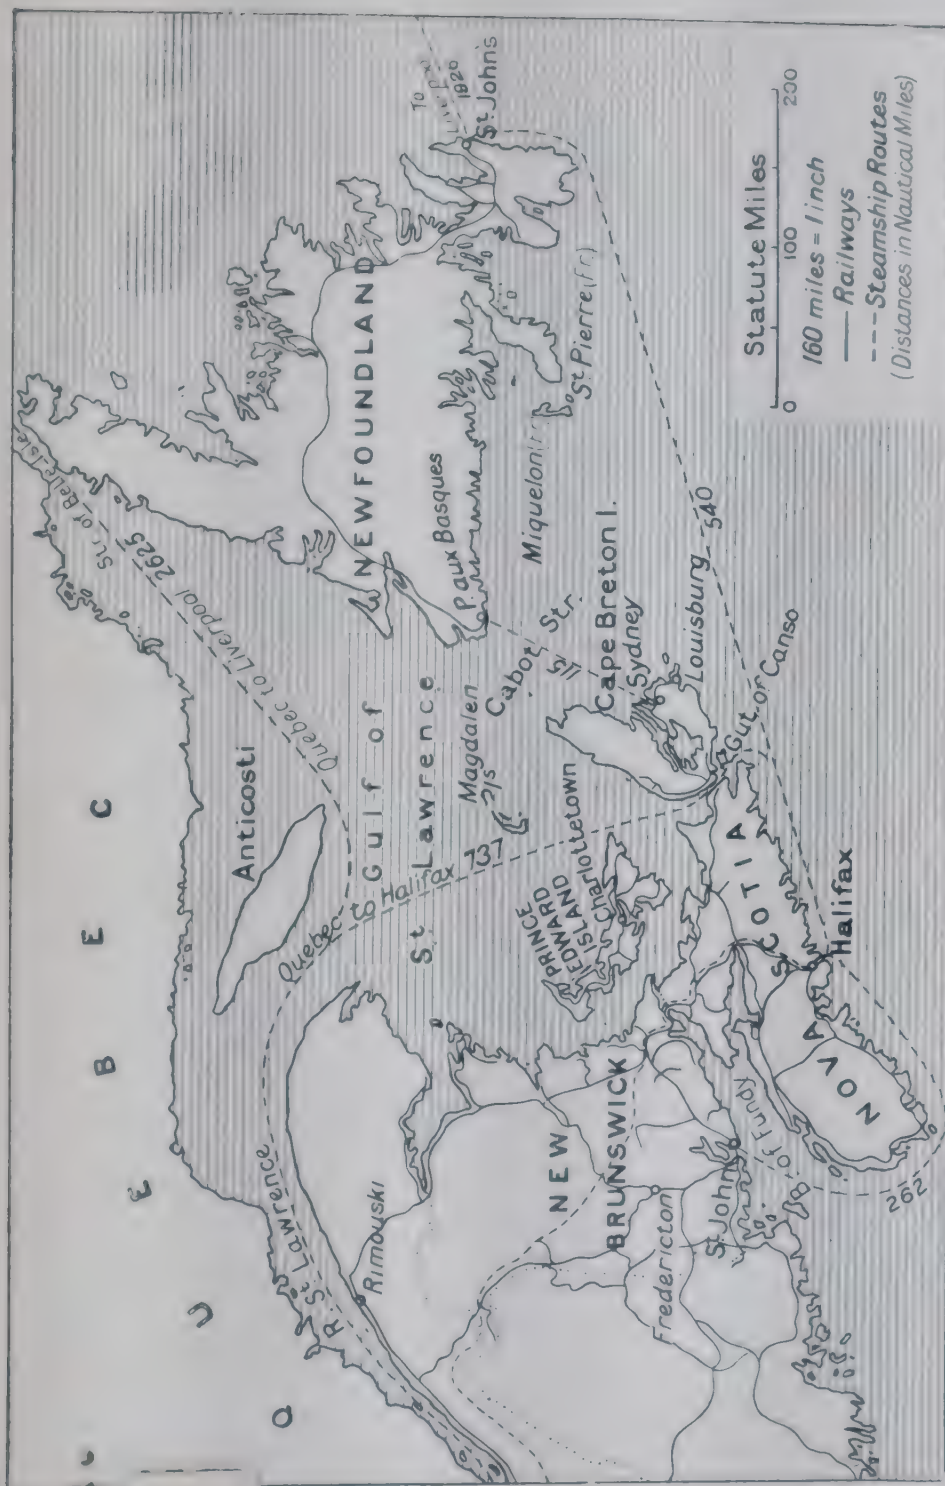 QUEBEC
Str. of Belle Isle
Quebec to Liverpool 2625
Anticosti
Gulf of
St Lawrence
NEWFOUNDLAND
To
1820
St John's
P.aux Basques
Miquelon
St Pierre (Fr.)
Magdalen
Is
Cabot Str.
115
Cape Breton I.
Sydney
Louisburg
540
Gut of Canso
Quebec to Halifax 737
PRINCE
EDWARD
ISLAND
Charlottetown
R. St Lawrence
Rimouski
NEW
BRUNSWICK
Fredericton
St John
B. of Fundy
NOVA SCOTIA
Halifax
262
Statute Miles
0 100 200
160 miles = 1 inch
Railways
Steamship Routes
(Distances in Nautical Miles)